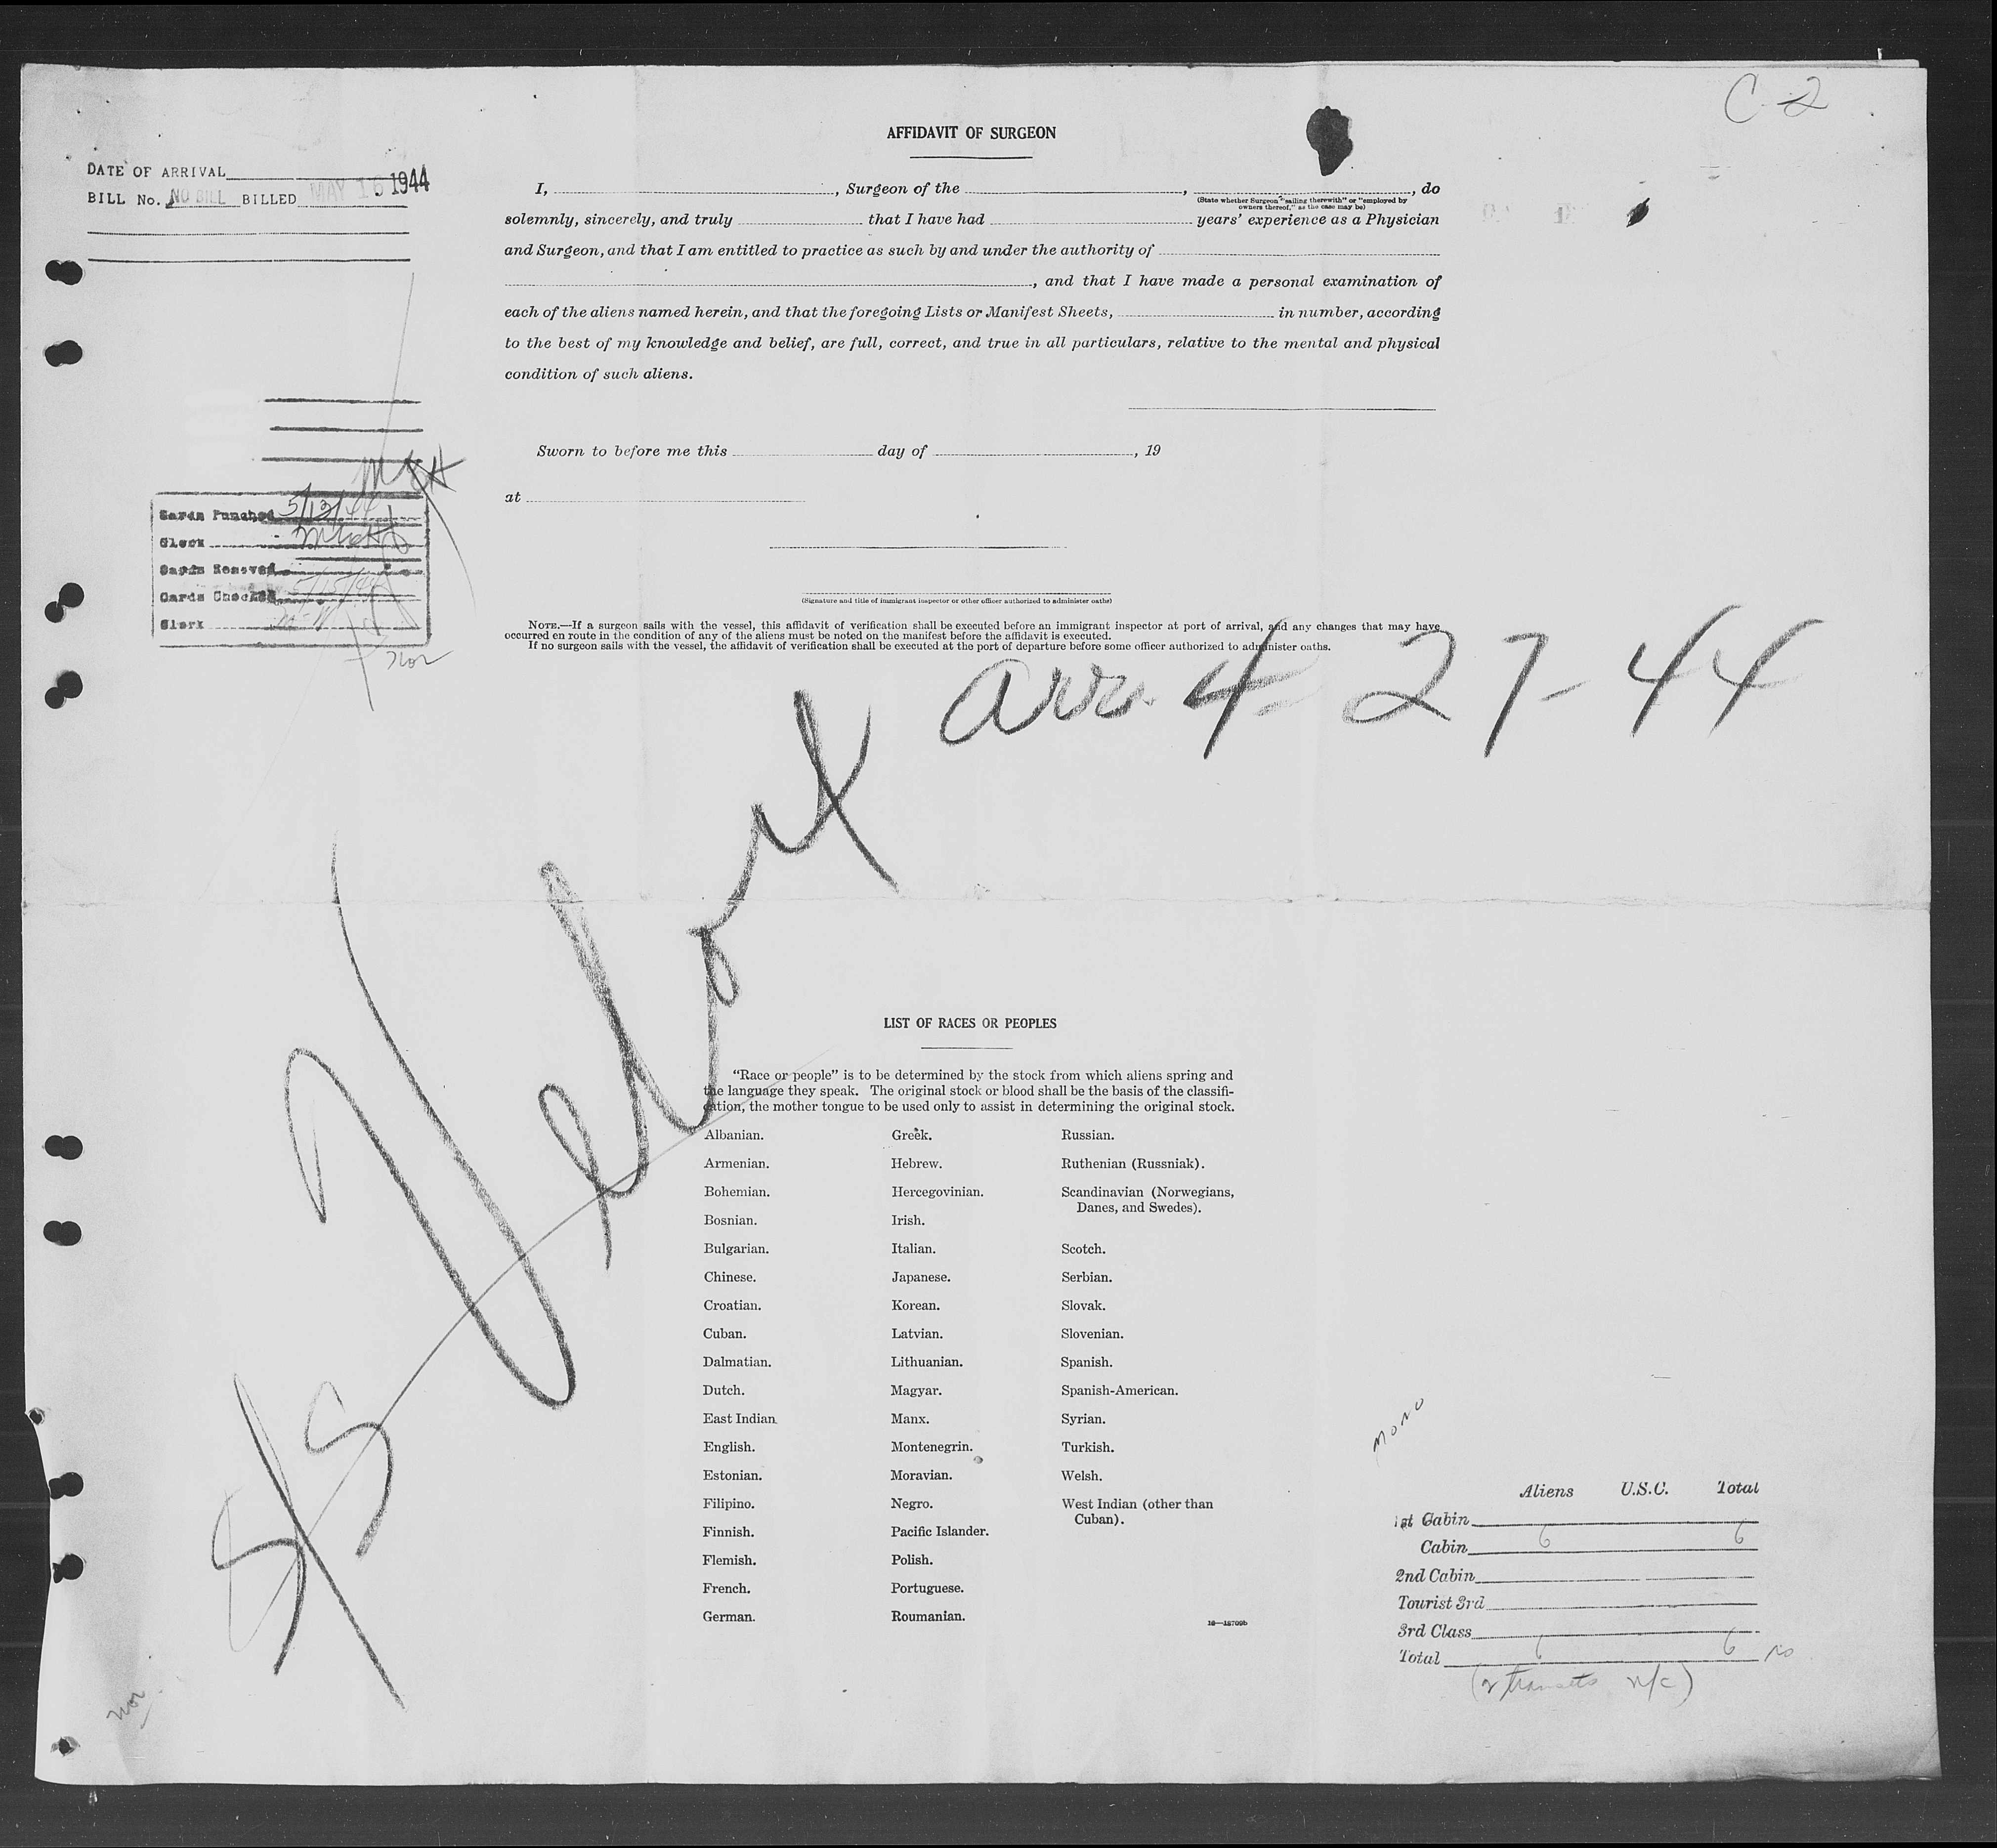 C-2
AFFIDAVIT OF SURGEON
DATE OF ARRIVAL
BILL No. NO BILL BILLED MAY 16 1944
I, , Surgeon of the , , do
(State whether Surgeon "sailing therewith" or "employed by
owners thereof," as the case may be)
solemnly, sincerely, and truly that I have had years' experience as a Physician
and Surgeon, and that I am entitled to practice as such by and under the authority of
, and that I have made a personal examination of
each of the aliens named herein, and that the foregoing Lists or Manifest Sheets, in number, according
to the best of my knowledge and belief, are full, correct, and true in all particulars, relative to the mental and physical
condition of such aliens.
Sworn to before me this day of , 19
at
Cards Punched 5/13/44
Clerk
Cards Removed
Cards Checked 5/15/44
Clerk
(Signature and title of immigrant inspector or other officer authorized to administer oaths)
NOTE.—If a surgeon sails with the vessel, this affidavit of verification shall be executed before an immigrant inspector at port of arrival, and any changes that may have
occurred en route in the condition of any of the aliens must be noted on the manifest before the affidavit is executed.
If no surgeon sails with the vessel, the affidavit of verification shall be executed at the port of departure before some officer authorized to administer oaths.
nor
arr. 4-27-44
S/S
LIST OF RACES OR PEOPLES
"Race or people" is to be determined by the stock from which aliens spring and
the language they speak. The original stock or blood shall be the basis of the classifi-
cation, the mother tongue to be used only to assist in determining the original stock.
Albanian. Greek. Russian.
Armenian. Hebrew. Ruthenian (Russniak).
Bohemian. Hercegovinian. Scandinavian (Norwegians,
Danes, and Swedes).
Bosnian. Irish.
Bulgarian. Italian. Scotch.
Chinese. Japanese. Serbian.
Croatian. Korean. Slovak.
Cuban. Latvian. Slovenian.
Dalmatian. Lithuanian. Spanish.
Dutch. Magyar. Spanish-American.
East Indian Manx. Syrian.
English. Montenegrin. Turkish.
Estonian. Moravian. Welsh.
Filipino. Negro. West Indian (other than
Cuban).
Finnish. Pacific Islander.
Flemish. Polish.
French. Portuguese.
German. Roumanian.
16—18709b
MONO
Aliens U.S.C. Total
1st Cabin
Cabin 6 6
2nd Cabin
Tourist 3rd
3rd Class
Total 6 6 no
(2 transits n/c)
nor